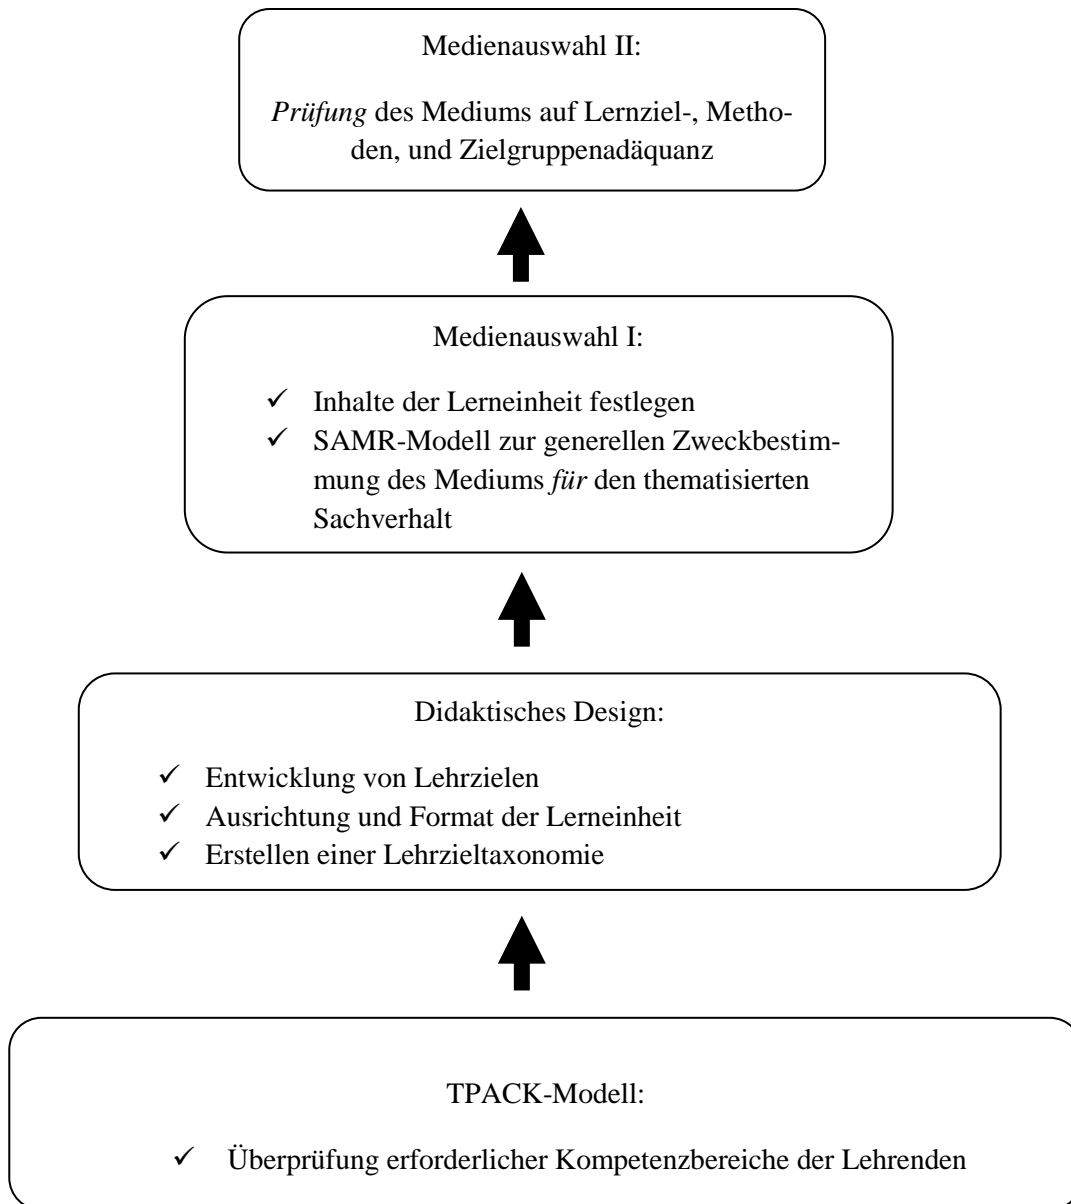 Medienauswahl II:
Prüfung des Mediums auf Lernziel-, Metho-
den, und Zielgruppenadäquanz
Medienauswahl I:
✓ Inhalte der Lerneinheit festlegen
✓ SAMR-Modell zur generellen Zweckbestim-
mung des Mediums für den thematisierten
Sachverhalt
Didaktisches Design:
✓ Entwicklung von Lehrzielen
✓ Ausrichtung und Format der Lerneinheit
✓ Erstellen einer Lehrzieltaxonomie
TPACK-Modell:
✓ Überprüfung erforderlicher Kompetenzbereiche der Lehrenden